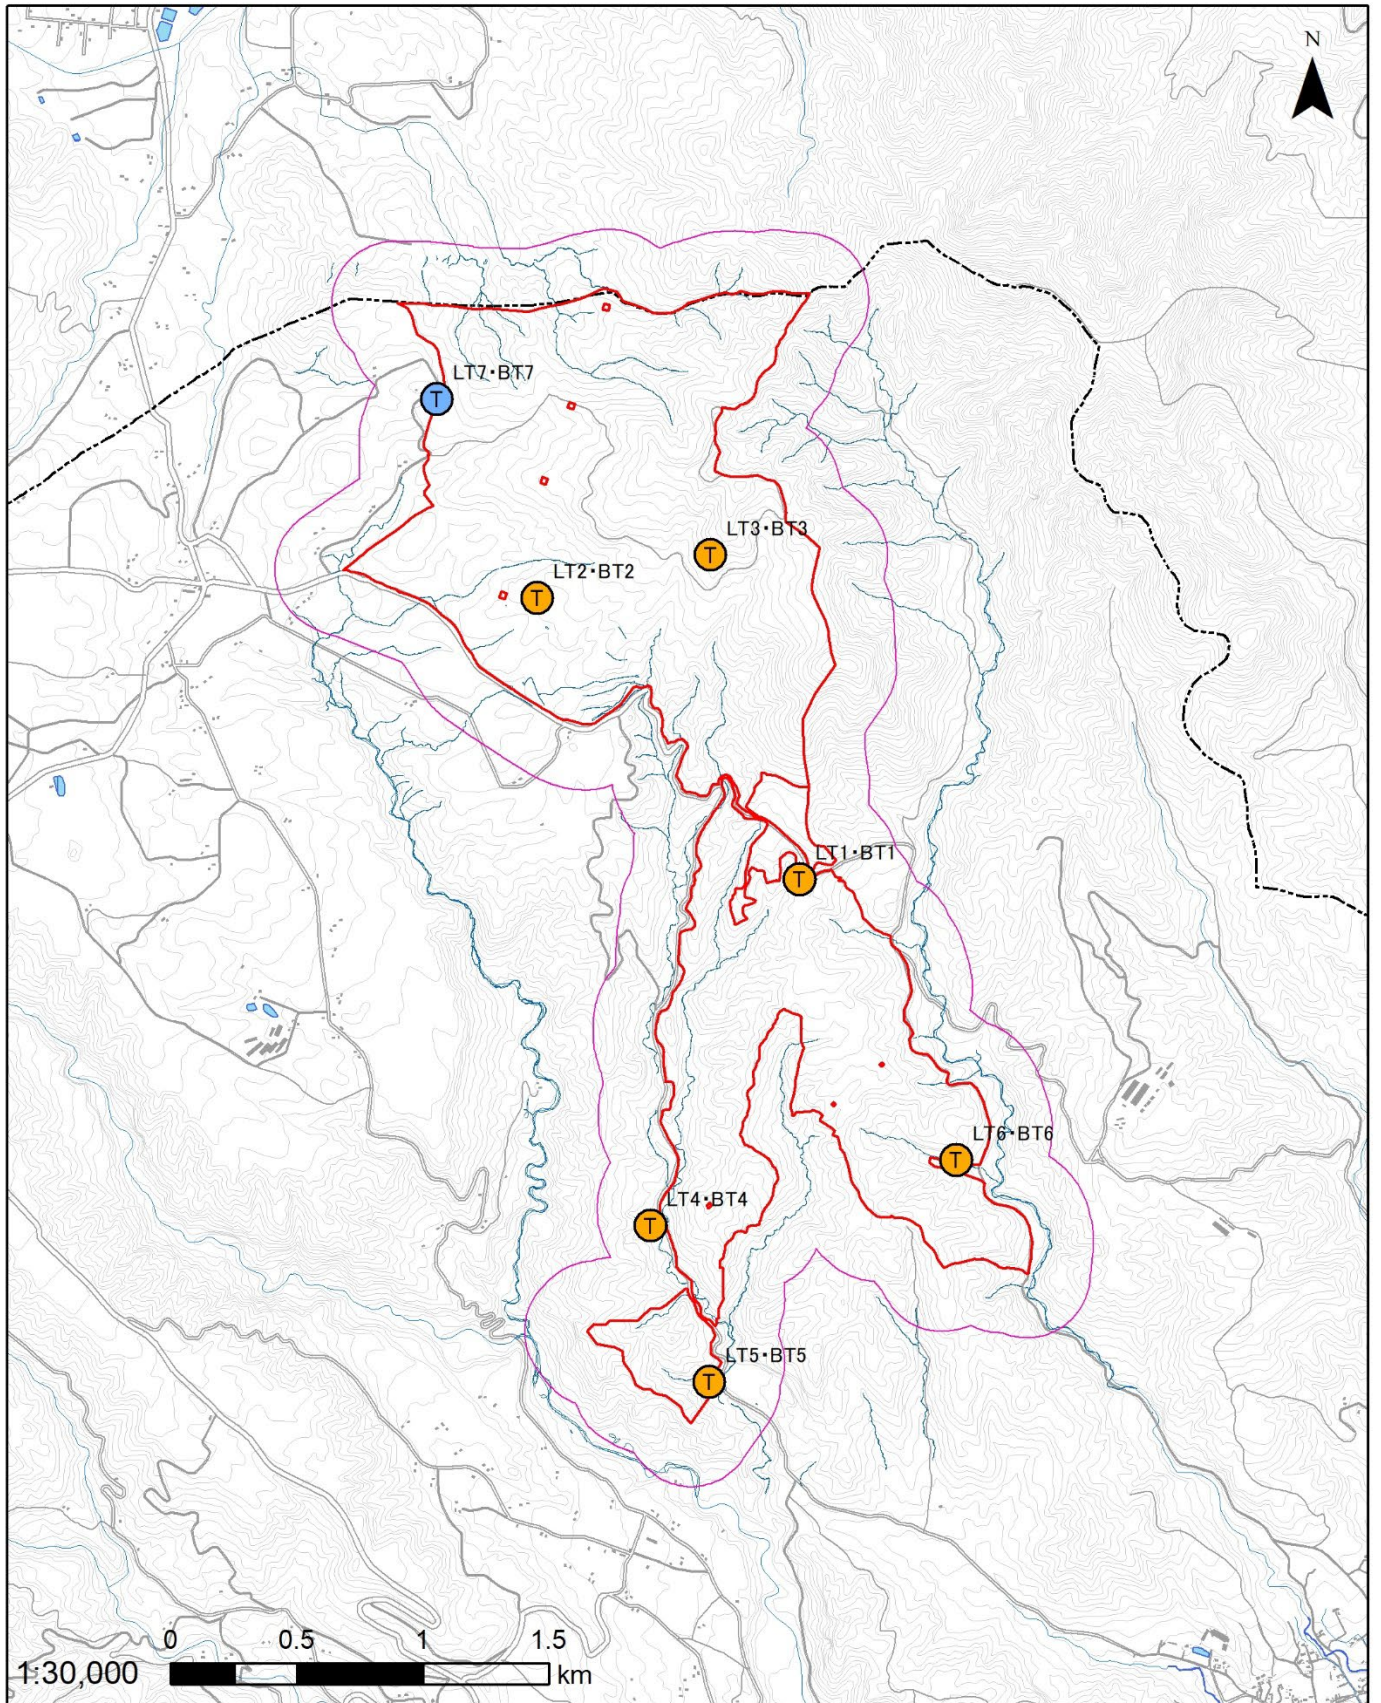 N
LT7・BT7
T
LT3・BT3
T
LT2・BT2
T
LT1・BT1
T
LT6・BT6
T
LT4・BT4
T
LT5・BT5
T
0 0.5 1 1.5
1:30,000 km